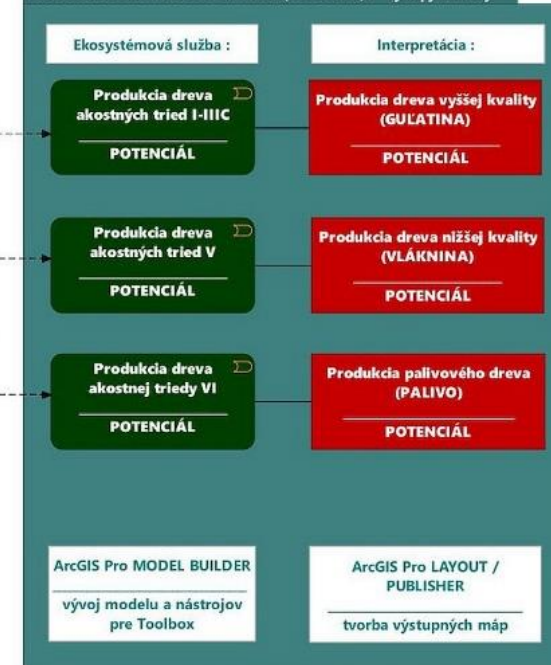 Ekosystémová služba :
Interpretácia :
Produkcia dreva
akostných tried I-IIIC
POTENCIÁL
Produkcia dreva vyššej kvality
(GUĽATINA)
POTENCIÁL
Produkcia dreva
akostných tried V
POTENCIÁL
Produkcia dreva nižšej kvality
(VLÁKNINA)
POTENCIÁL
Produkcia dreva
akostnej triedy VI
POTENCIÁL
Produkcia palivového dreva
(PALIVO)
POTENCIÁL
ArcGIS Pro MODEL BUILDER
vývoj modelu a nástrojov
pre Toolbox
ArcGIS Pro LAYOUT /
PUBLISHER
tvorba výstupných máp